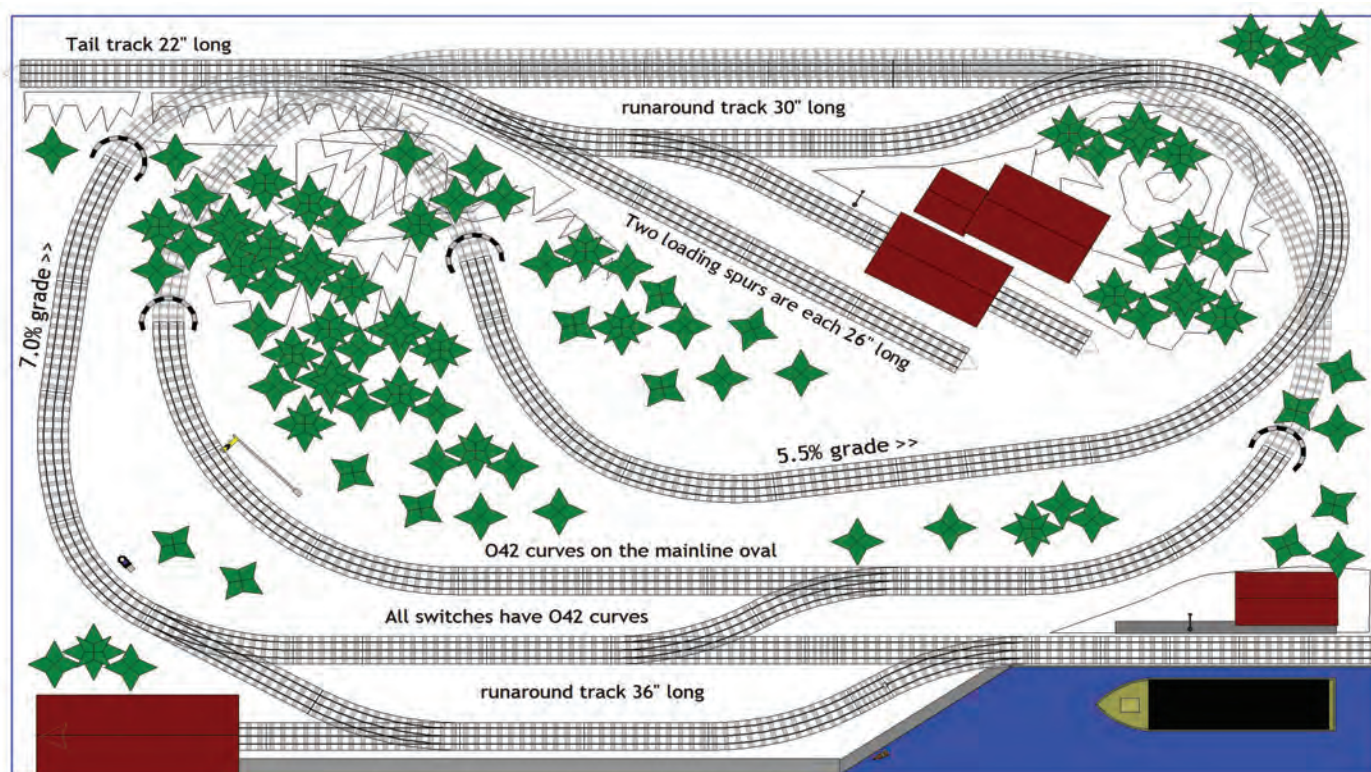 Tail track 22" long
runaround track 30" long
Two loading spurs are each 26" long
7.0% grade >>
5.5% grade >>
O42 curves on the mainline oval
All switches have O42 curves
runaround track 36" long